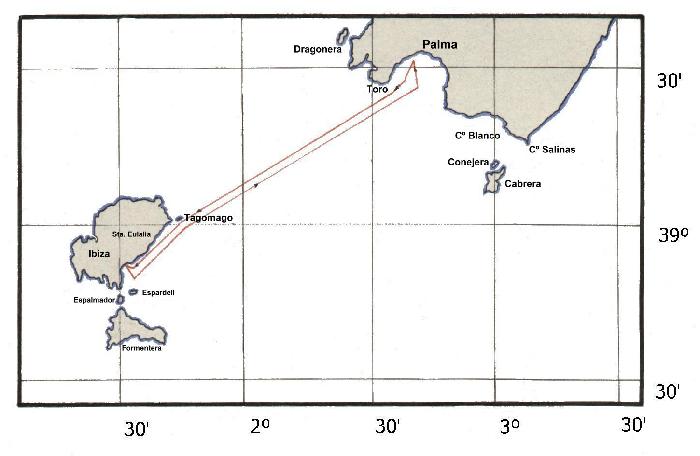 Palma
Dragonera
30'
Toro
Cº Blanco
Cº Salinas
Conejera
Cabrera
Tagomago
Sta. Eulalia
39º
Ibiza
Espardell
Espalmador
Formentera
30'
30'
2º
30'
3º
30'